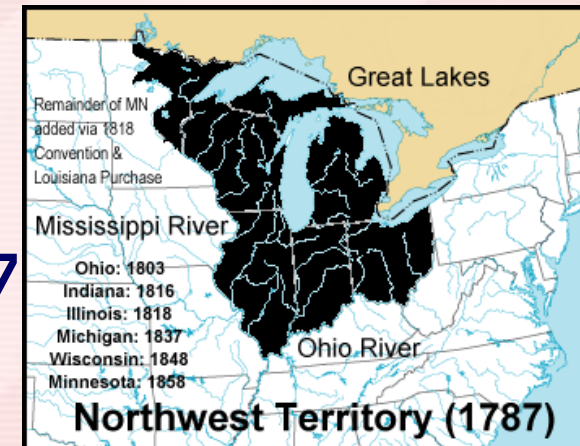 Great Lakes
Remainder of MN
added via 1818
Convention &
Louisiana Purchase
Mississippi River
7
Ohio: 1803
Indiana: 1816
Illinois: 1818
Michigan: 1837
Wisconsin: 1848
Minnesota: 1858
Ohio River
Northwest Territory (1787)